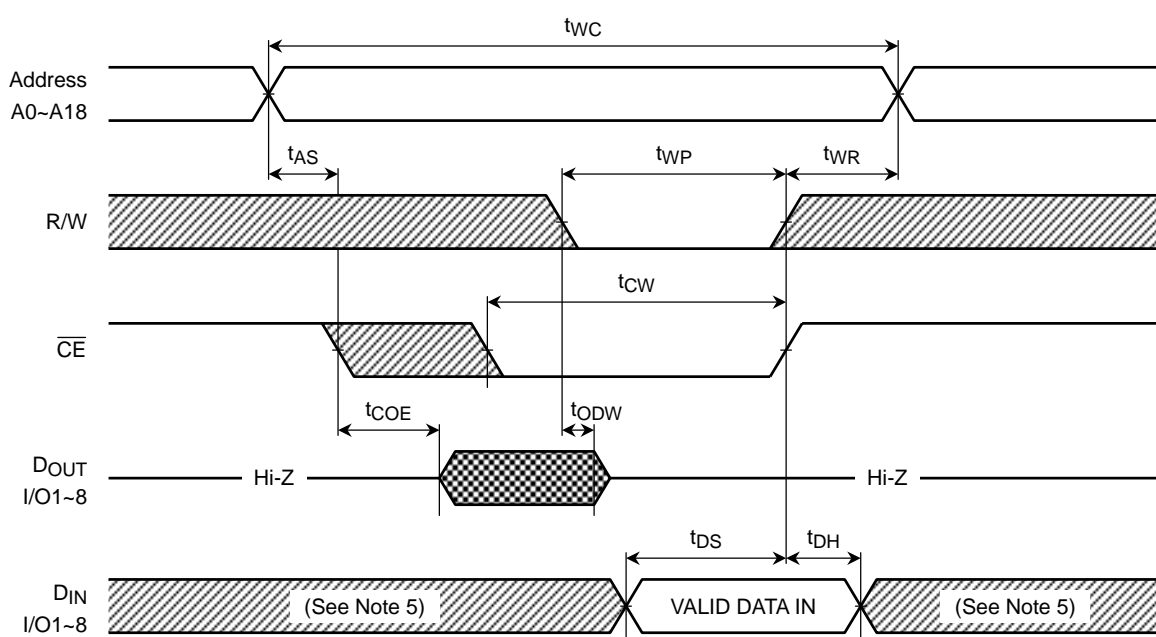 tWC
Address
A0~A18
tAS
tWP
tWR
R/W
tCW
CE
tCOE
tODW
DOUT
I/O1~8
Hi-Z
Hi-Z
tDS
tDH
DIN
I/O1~8
(See Note 5)
VALID DATA IN
(See Note 5)